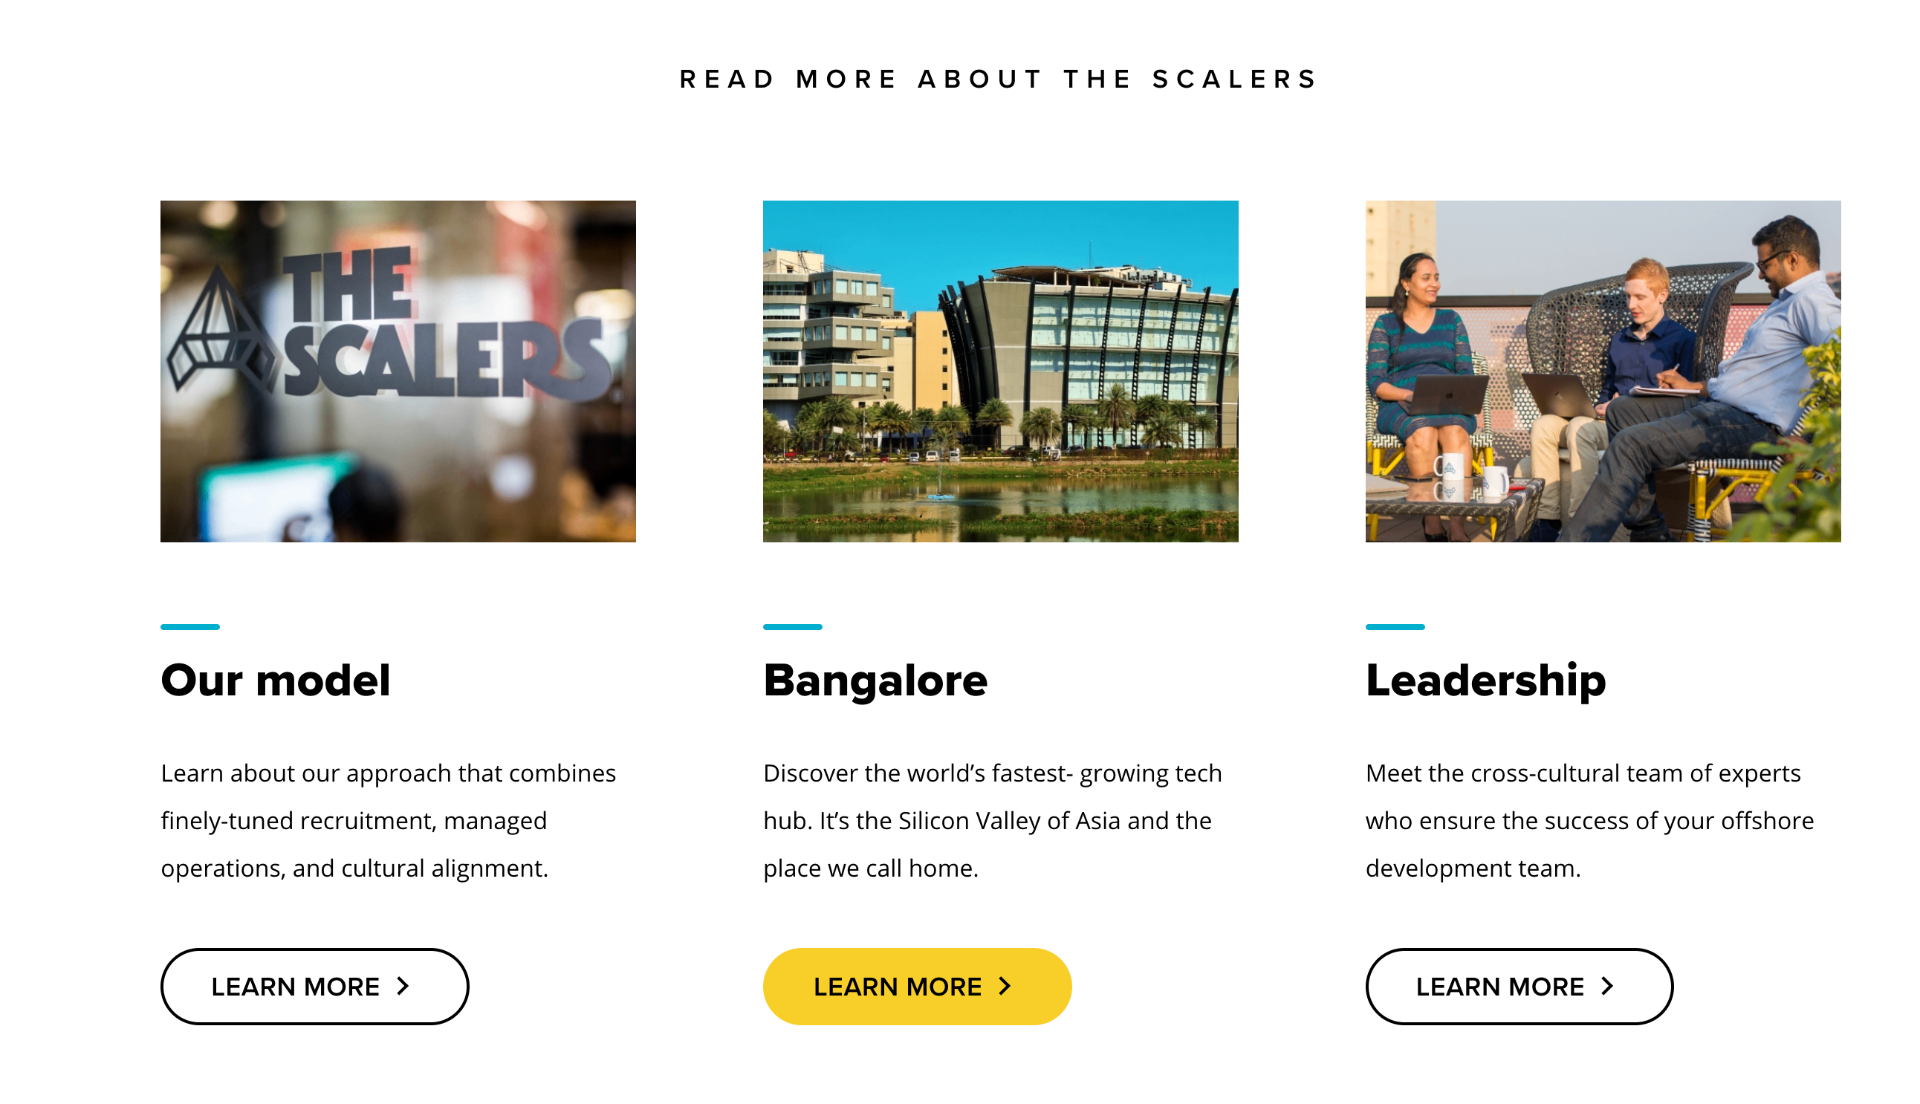 READ MORE ABOUT THE SCALERS
THE
SCALERS
Our model
Learn about our approach that combines
finely-tuned recruitment, managed
operations, and cultural alignment.
LEARN MORE
Bangalore
Discover the world’s fastest- growing tech
hub. It’s the Silicon Valley of Asia and the
place we call home.
LEARN MORE
Leadership
Meet the cross-cultural team of experts
who ensure the success of your offshore
development team.
LEARN MORE